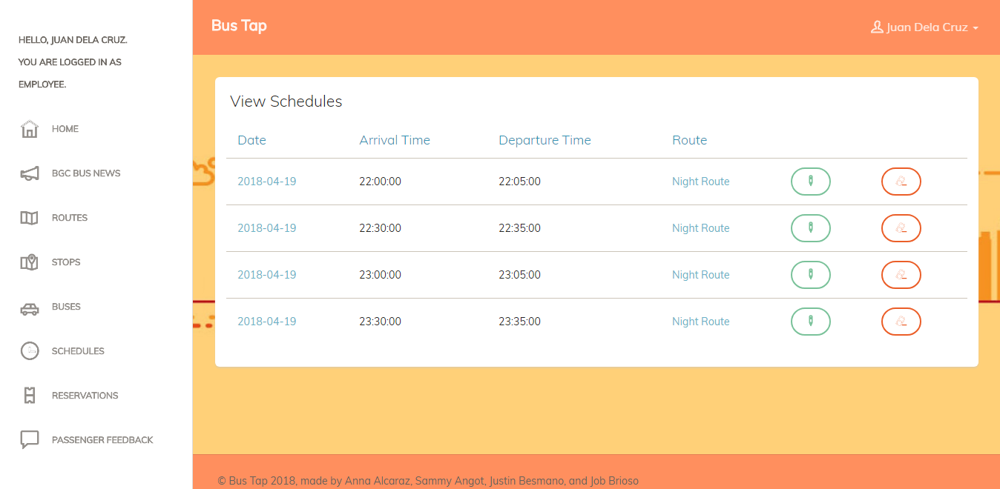 HELLO, JUAN DELA CRUZ.
YOU ARE LOGGED IN AS
EMPLOYEE.
HOME
BGC BUS NEWS
ROUTES
STOPS
BUSES
SCHEDULES
RESERVATIONS
PASSENGER FEEDBACK
Bus Tap
Juan Dela Cruz
View Schedules
Date Arrival Time Departure Time Route
2018-04-19 22:00:00 22:05:00 Night Route
2018-04-19 22:30:00 22:35:00 Night Route
2018-04-19 23:00:00 23:05:00 Night Route
2018-04-19 23:30:00 23:35:00 Night Route
© Bus Tap 2018, made by Anna Alcaraz, Sammy Angot, Justin Besmano, and Job Brioso